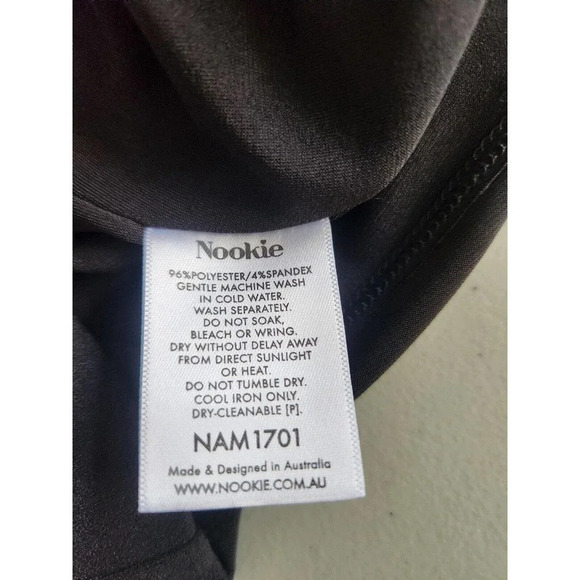 Nookie
96%POLYESTER/4%SPANDEX
GENTLE MACHINE WASH
IN COLD WATER.
WASH SEPARATELY.
DO NOT SOAK,
BLEACH OR WRING.
DRY WITHOUT DELAY AWAY
FROM DIRECT SUNLIGHT
OR HEAT.
DO NOT TUMBLE DRY.
COOL IRON ONLY.
DRY-CLEANABLE [P].
NAM1701
Made & Designed in Australia
WWW.NOOKIE.COM.AU